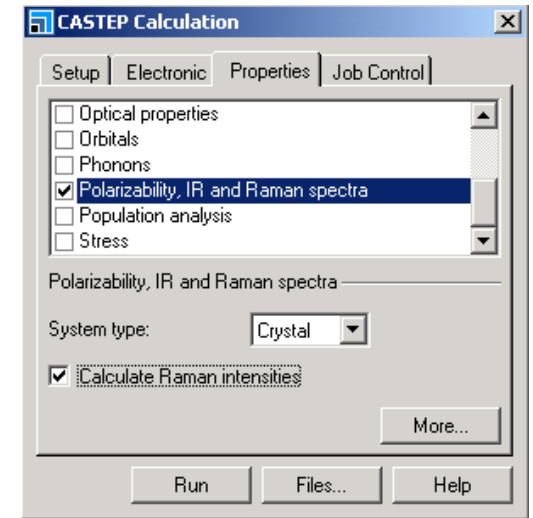 CASTEP Calculation
Setup Electronic Properties Job Control
Optical properties
Orbitals
Phonons
Polarizability, IR and Raman spectra
Population analysis
Stress
Polarizability, IR and Raman spectra
System type: Crystal
Calculate Raman intensities
More...
Run Files... Help